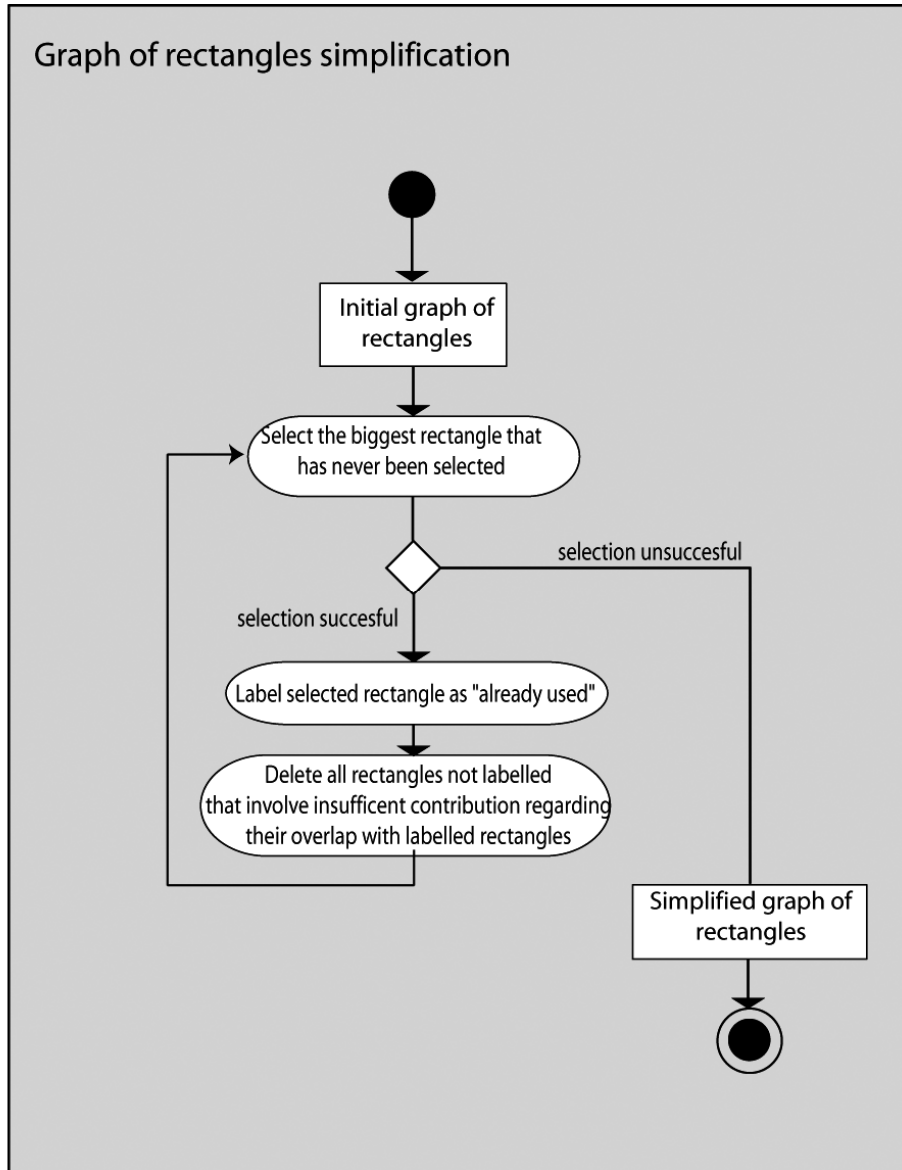 Graph of rectangles simplification
Initial graph of
rectangles
Select the biggest rectangle that
has never been selected
selection unsuccesful
selection succesful
Label selected rectangle as "already used"
Delete all rectangles not labelled
that involve insufficent contribution regarding
their overlap with labelled rectangles
Simplified graph of
rectangles